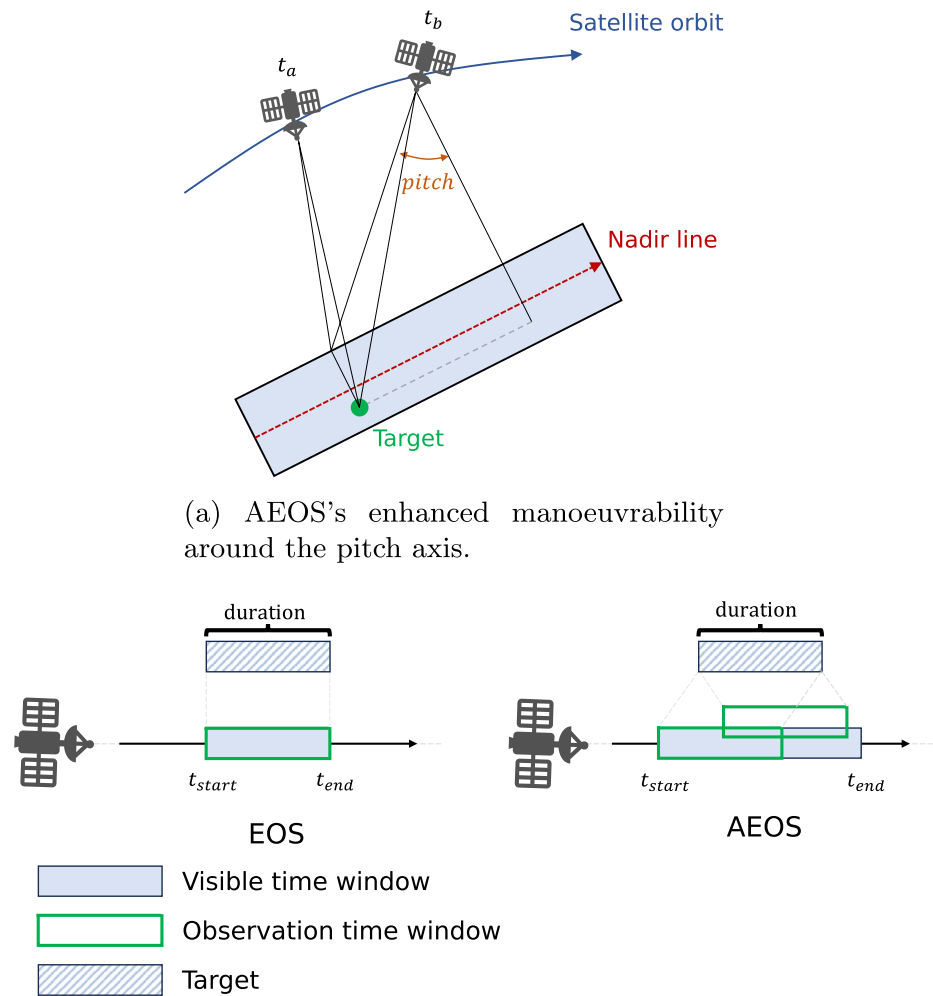 t_b
Satellite orbit
t_a
pitch
Nadir line
Target
(a) AEOS's enhanced manoeuvrability
around the pitch axis.
duration
duration
t_start
t_end
t_start
t_end
EOS
AEOS
Visible time window
Observation time window
Target